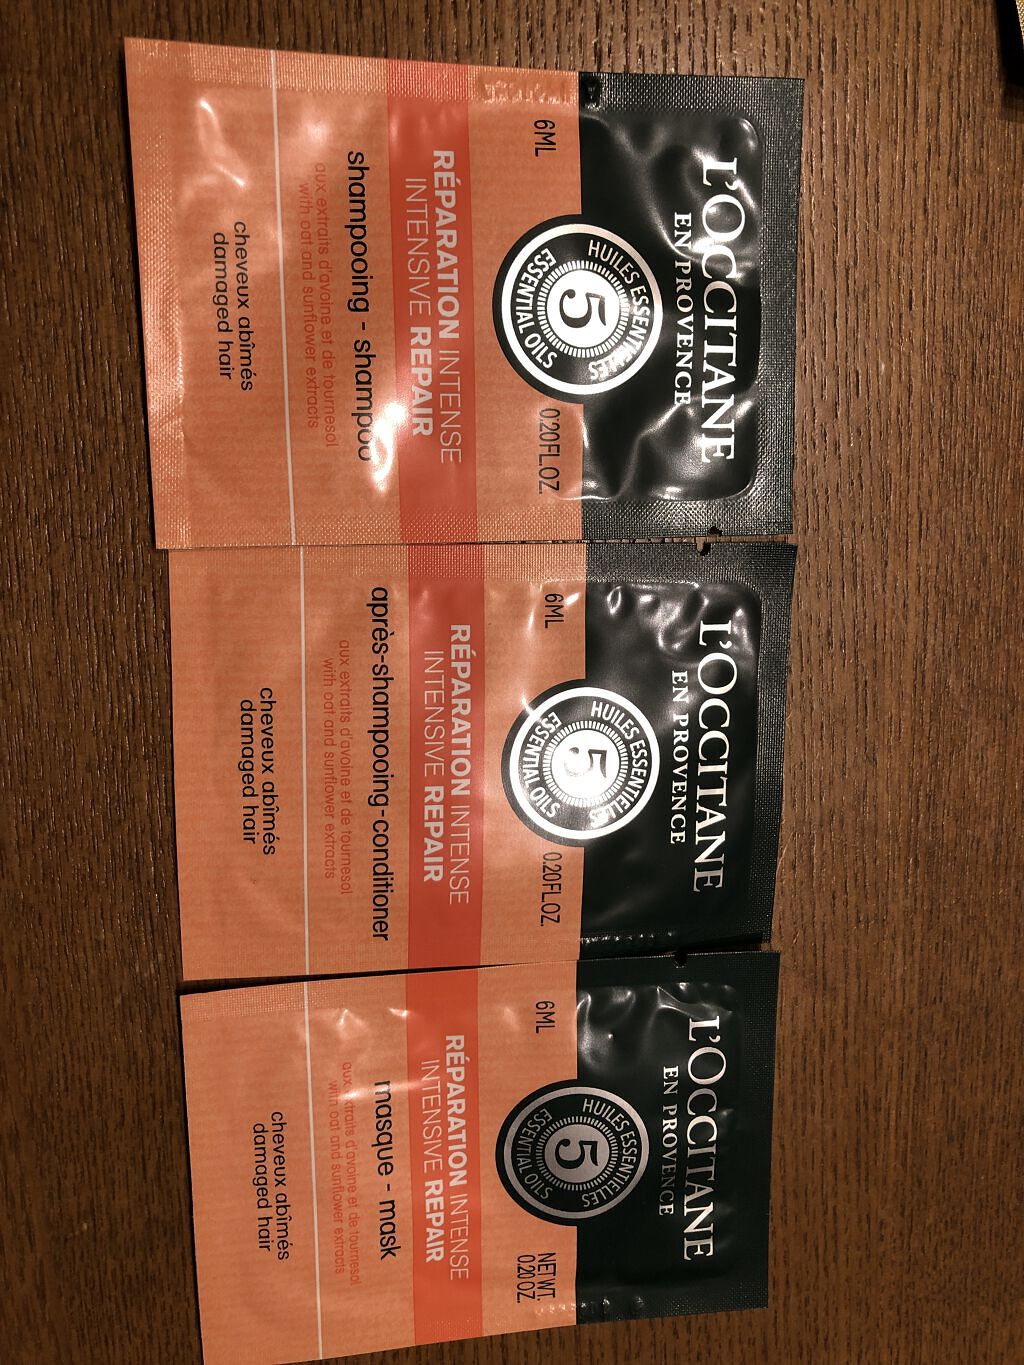 L'OCCITANE
EN PROVENCE
HUILES ESSENTIELLES
5
ESSENTIAL OILS
6ML
0.20FL.OZ.
RÉPARATION INTENSE
INTENSIVE REPAIR
shampooing - shampoo
aux extraits d'avoine et de tournesol
with oat and sunflower extracts
cheveux abîmés
damaged hair
L'OCCITANE
EN PROVENCE
HUILES ESSENTIELLES
5
ESSENTIAL OILS
6ML
0.20FL.OZ.
RÉPARATION INTENSE
INTENSIVE REPAIR
après-shampooing-conditioner
aux extraits d'avoine et de tournesol
with oat and sunflower extracts
cheveux abîmés
damaged hair
L'OCCITANE
EN PROVENCE
HUILES ESSENTIELLES
5
ESSENTIAL OILS
6ML
NET WT.
0.20 OZ.
RÉPARATION INTENSE
INTENSIVE REPAIR
masque - mask
aux extraits d'avoine et de tournesol
with oat and sunflower extracts
cheveux abîmés
damaged hair